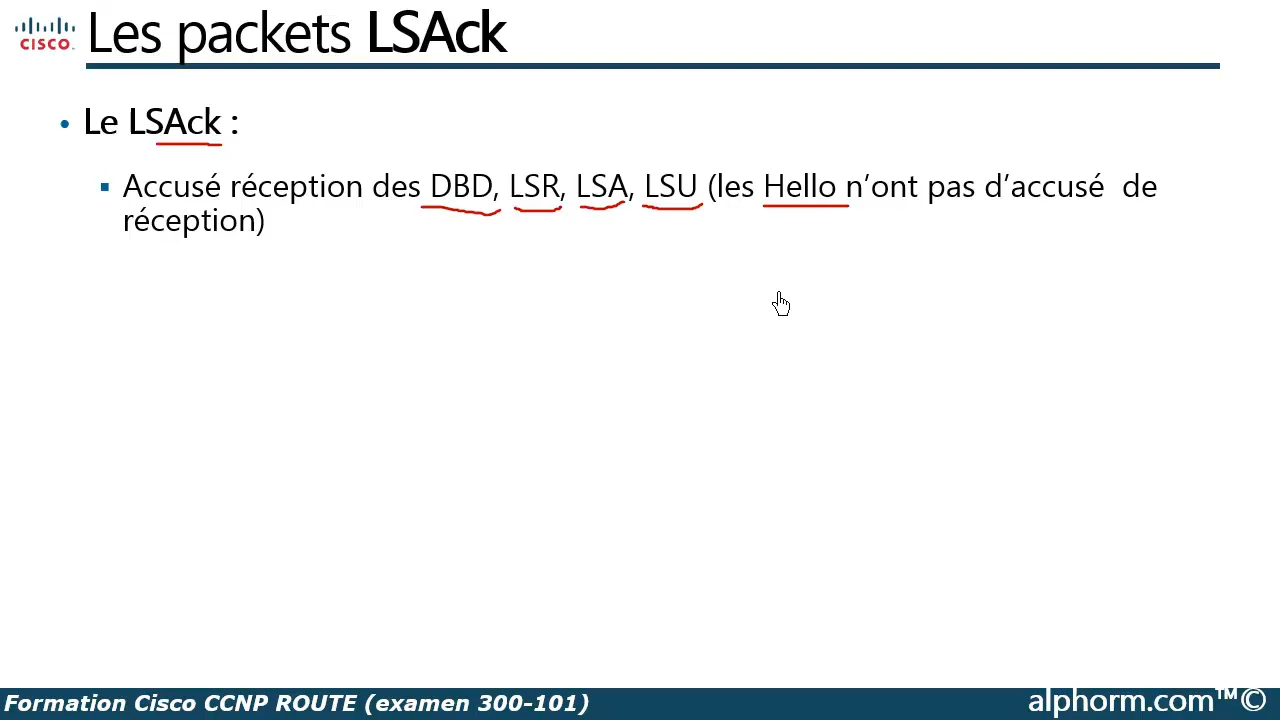 CISCO
Les packets LSAck
• Le LSAck :
▪ Accusé réception des DBD, LSR, LSA, LSU (les Hello n’ont pas d’accusé de
réception)
Formation Cisco CCNP ROUTE (examen 300-101)
alphorm.com™©